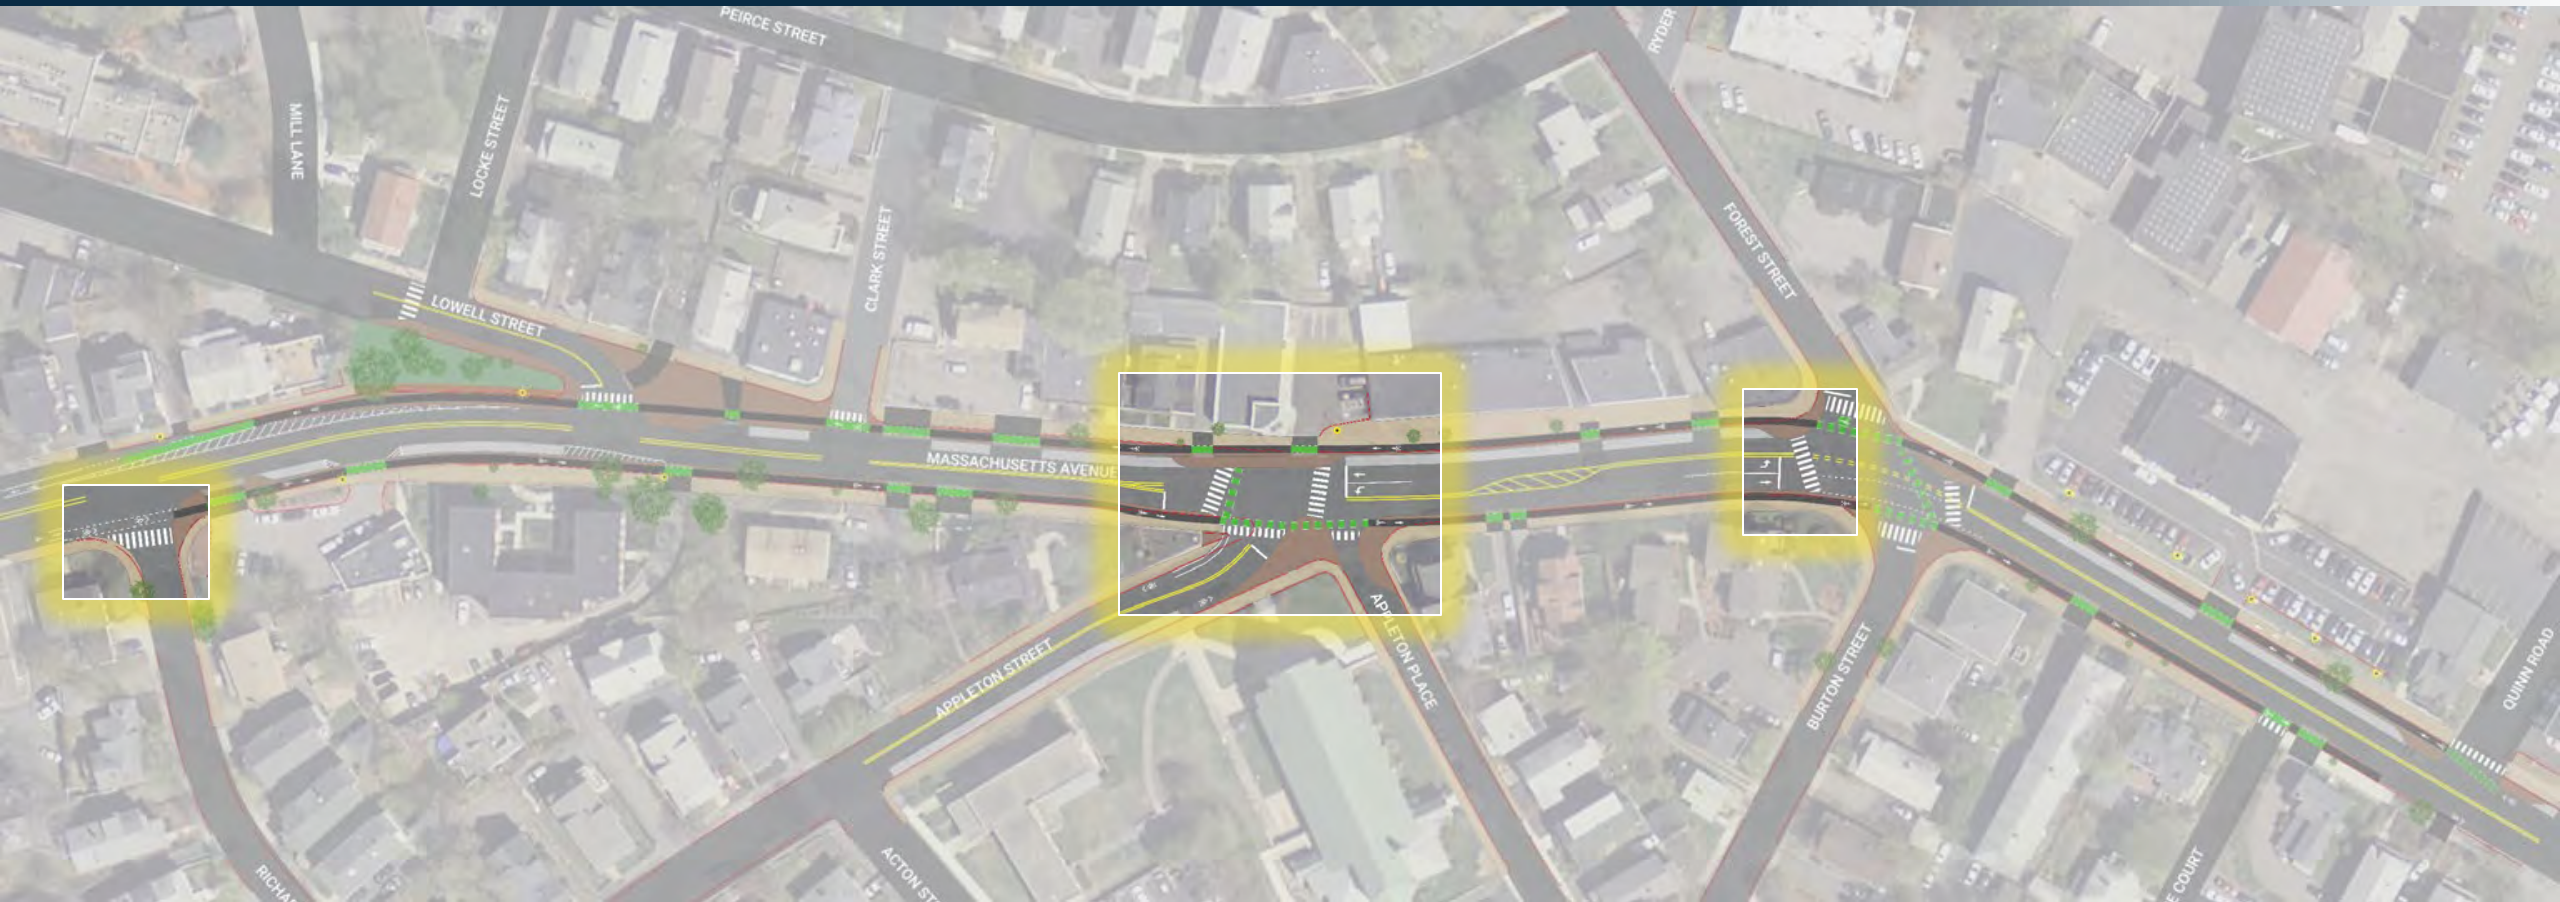 PEIRCE STREET
RYDER
MILL LANE
LOCKE STREET
CLARK STREET
FOREST STREET
LOWELL STREET
MASSACHUSETTS AVENUE
APPLETON STREET
APPLETON PLACE
BURTON STREET
QUINN ROAD
RICHA
ACTON ST
E COURT